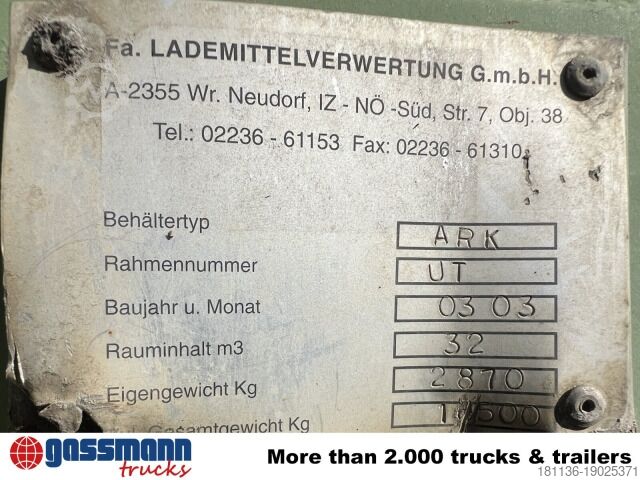 Fa. LADEMITTELVERWERTUNG G.m.b.H.
A-2355 Wr. Neudorf, IZ - NÖ -Süd, Str. 7, Obj. 38
Tel.: 02236 - 61153 Fax: 02236 - 61310
Behältertyp ARK
Rahmennummer UT
Baujahr u. Monat 03 03
Rauminhalt m3 32
Eigengewicht Kg 2870
Gesamtgewicht Kg
gassmann trucks
More than 2.000 trucks & trailers
181136-19025371